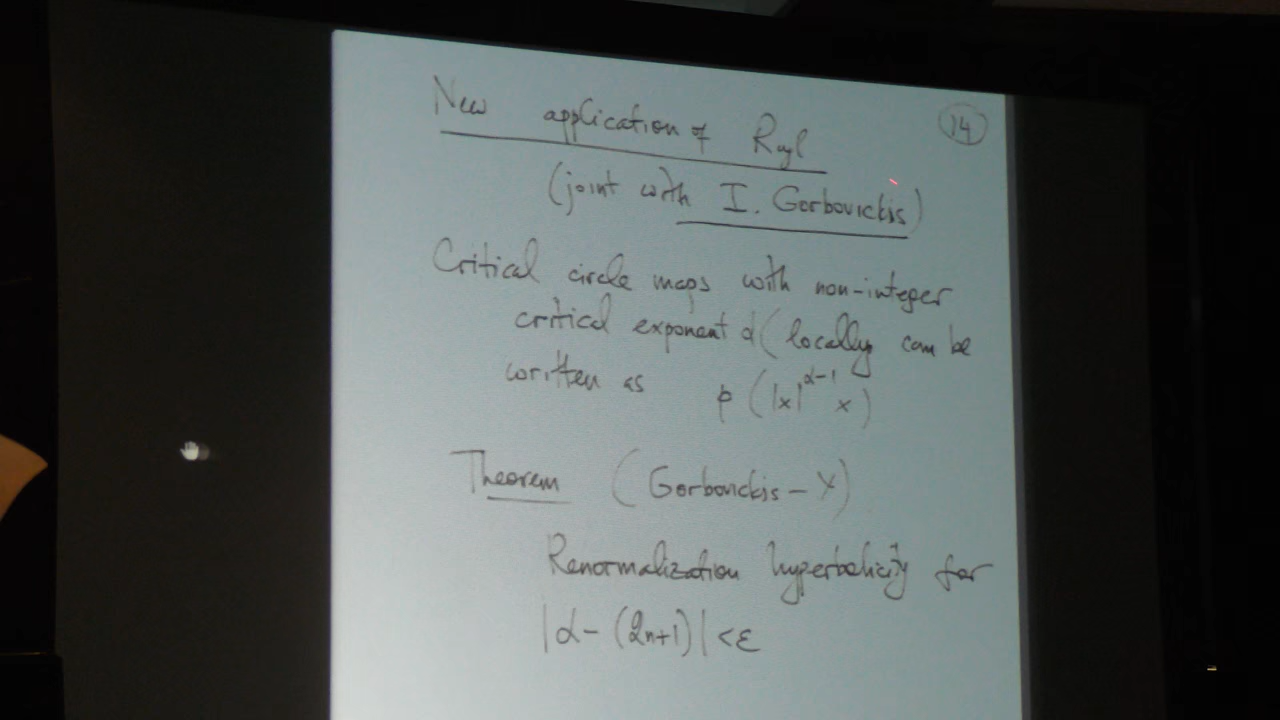 New application of R_cyl
14
(joint with I. Gorbovickis)
Critical circle maps with non-integer
critical exponent α (locally can be
written as φ(|x|^{α-1} x)
Theorem (Gorbovickis - Y)
Renormalization hyperbolicity for
|α - (2n+1)| < ε